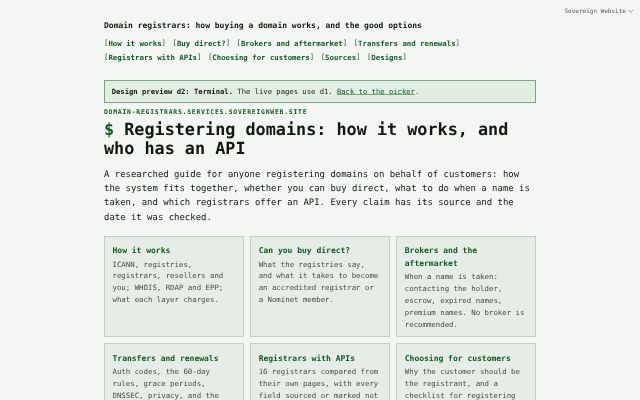 Sovereign Website
Domain registrars: how buying a domain works, and the good options
[How it works] [Buy direct?] [Brokers and aftermarket] [Transfers and renewals]
[Registrars with APIs] [Choosing for customers] [Sources] [Designs]
Design preview d2: Terminal. The live pages use d1. Back to the picker.
DOMAIN-REGISTRARS.SERVICES.SOVEREIGNWEB.SITE
$ Registering domains: how it works, and
who has an API
A researched guide for anyone registering domains on behalf of customers: how
the system fits together, whether you can buy direct, what to do when a name is
taken, and which registrars offer an API. Every claim has its source and the
date it was checked.
How it works
ICANN, registries,
registrars, resellers and
you; WHOIS, RDAP and EPP;
what each layer charges.
Can you buy direct?
What the registries say,
and what it takes to become
an accredited registrar or
a Nominet member.
Brokers and the
aftermarket
When a name is taken:
contacting the holder,
escrow, expired names,
premium names. No broker is
recommended.
Transfers and renewals
Auth codes, the 60-day
rules, grace periods,
DNSSEC, privacy, and the
Registrars with APIs
16 registrars compared from
their own pages, with every
field sourced or marked not
Choosing for customers
Why the customer should be
the registrant, and a
checklist for registering